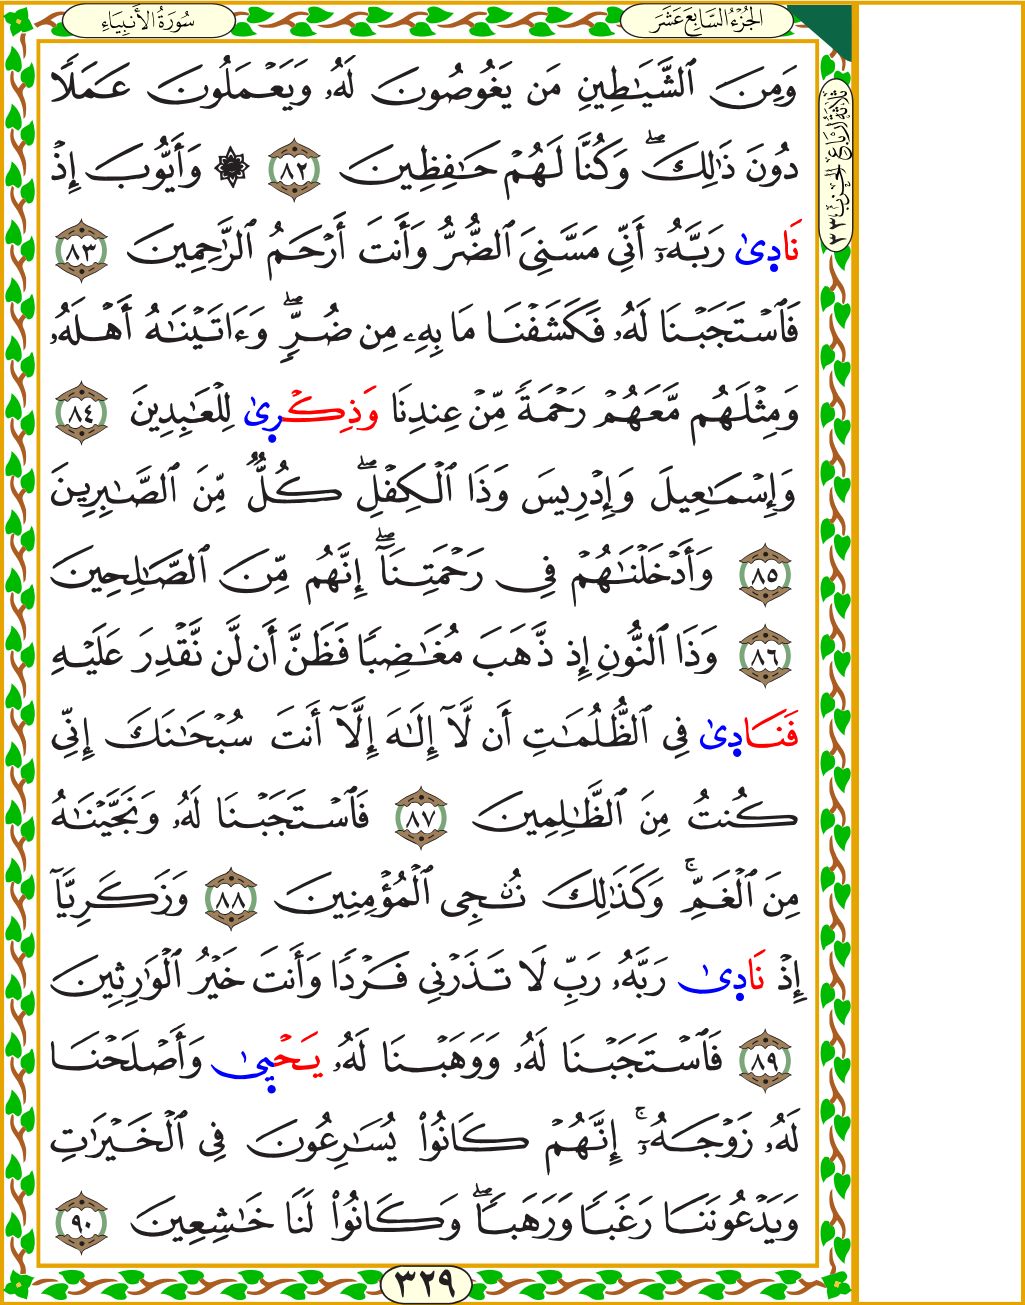 الجُزْءُ السَّابِعَ عَشَرَ
سُورَةُ الأَنبِيَاءِ
ثَلَاثَةُ أَرْبَاعِ الحِزْبِ ٣٣
وَمِنَ ٱلشَّيَٰطِينِ مَن يَغُوصُونَ لَهُۥ وَيَعۡمَلُونَ عَمَلٗا
دُونَ ذَٰلِكَۖ وَكُنَّا لَهُمۡ حَٰفِظِينَ ٨٢ ۞ وَأَيُّوبَ إِذۡ
نَادٜىٰ رَبَّهُۥٓ أَنِّي مَسَّنِيَ ٱلضُّرُّ وَأَنتَ أَرۡحَمُ ٱلرَّٰحِمِينَ ٨٣
فَٱسۡتَجَبۡنَا لَهُۥ فَكَشَفۡنَا مَا بِهِۦ مِن ضُرّٖۖ وَءَاتَيۡنَٰهُ أَهۡلَهُۥ
وَمِثۡلَهُم مَّعَهُمۡ رَحۡمَةٗ مِّنۡ عِندِنَا وَذِكۡرٜىٰ لِلۡعَٰبِدِينَ ٨٤
وَإِسۡمَٰعِيلَ وَإِدۡرِيسَ وَذَا ٱلۡكِفۡلِۖ كُلّٞ مِّنَ ٱلصَّٰبِرِينَ
٨٥ وَأَدۡخَلۡنَٰهُمۡ فِي رَحۡمَتِنَآۖ إِنَّهُم مِّنَ ٱلصَّٰلِحِينَ
٨٦ وَذَا ٱلنُّونِ إِذ ذَّهَبَ مُغَٰضِبٗا فَظَنَّ أَن لَّن نَّقۡدِرَ عَلَيۡهِ
فَنَادٜىٰ فِي ٱلظُّلُمَٰتِ أَن لَّآ إِلَٰهَ إِلَّآ أَنتَ سُبۡحَٰنَكَ إِنِّي
كُنتُ مِنَ ٱلظَّٰلِمِينَ ٨٧ فَٱسۡتَجَبۡنَا لَهُۥ وَنَجَّيۡنَٰهُ
مِنَ ٱلۡغَمِّۚ وَكَذَٰلِكَ نُـۨجِي ٱلۡمُؤۡمِنِينَ ٨٨ وَزَكَرِيَّآ
إِذۡ نَادٜىٰ رَبَّهُۥ رَبِّ لَا تَذَرۡنِي فَرۡدٗا وَأَنتَ خَيۡرُ ٱلۡوَٰرِثِينَ
٨٩ فَٱسۡتَجَبۡنَا لَهُۥ وَوَهَبۡنَا لَهُۥ يَحۡيٜىٰ وَأَصۡلَحۡنَا
لَهُۥ زَوۡجَهُۥٓۚ إِنَّهُمۡ كَانُواْ يُسَٰرِعُونَ فِي ٱلۡخَيۡرَٰتِ
وَيَدۡعُونَنَا رَغَبٗا وَرَهَبٗاۖ وَكَانُواْ لَنَا خَٰشِعِينَ ٩٠
٣٢٩